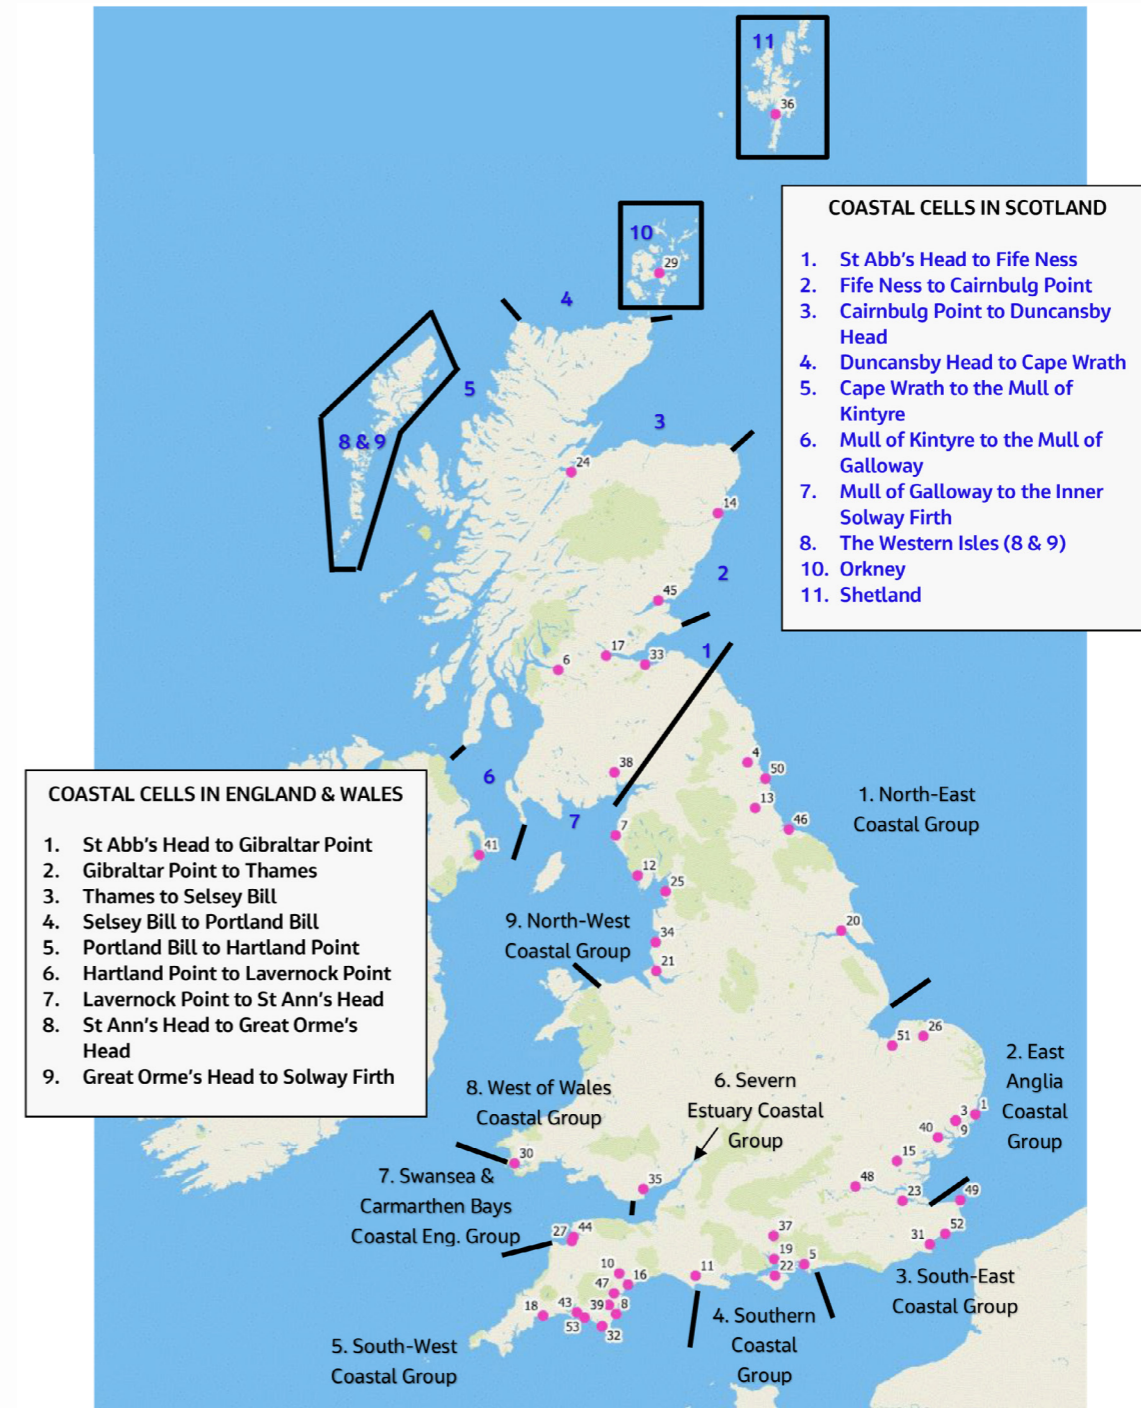 11
36
COASTAL CELLS IN SCOTLAND
1. St Abb's Head to Fife Ness
2. Fife Ness to Cairnbulg Point
3. Cairnbulg Point to Duncansby
Head
4. Duncansby Head to Cape Wrath
5. Cape Wrath to the Mull of
Kintyre
6. Mull of Kintyre to the Mull of
Galloway
7. Mull of Galloway to the Inner
Solway Firth
8. The Western Isles (8 & 9)
10. Orkney
11. Shetland
10
29
4
5
3
8 & 9
24
14
2
45
1
17
33
6
38
4
50
6
13
7
46
7
1. North-East
Coastal Group
COASTAL CELLS IN ENGLAND & WALES
1. St Abb's Head to Gibraltar Point
2. Gibraltar Point to Thames
3. Thames to Selsey Bill
4. Selsey Bill to Portland Bill
5. Portland Bill to Hartland Point
6. Hartland Point to Lavernock Point
7. Lavernock Point to St Ann's Head
8. St Ann's Head to Great Orme's
Head
9. Great Orme's Head to Solway Firth
41
12
25
9. North-West
Coastal Group
34
20
21
51
26
2. East
Anglia
Coastal
Group
8. West of Wales
Coastal Group
6. Severn
Estuary Coastal
Group
1
3
9
40
15
30
7. Swansea &
Carmarthen Bays
Coastal Eng. Group
35
48
23
49
27
44
37
52
31
19
5
22
10
16
11
47
3. South-East
Coastal Group
18
43
39
8
53
32
4. Southern
Coastal
Group
5. South-West
Coastal Group